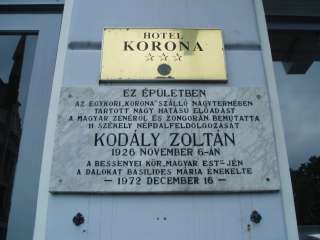 HOTEL
KORONA
☆☆☆
EZ ÉPÜLETBEN
AZ EGYKORI „KORONA” SZÁLLÓ NAGYTERMÉBEN
TARTOTT NAGY HATÁSÚ ELŐADÁST
A MAGYAR ZENÉRŐL ÉS ZONGORÁN BEMUTATTA
11 SZÉKELY NÉPDALFELDOLGOZÁSÁT
KODÁLY ZOLTÁN
1926 NOVEMBER 6.-ÁN
A BESSENYEI KÖR „MAGYAR EST”-JÉN
A DALOKAT BASILIDES MÁRIA ÉNEKELTE
– 1972 DECEMBER 16 –